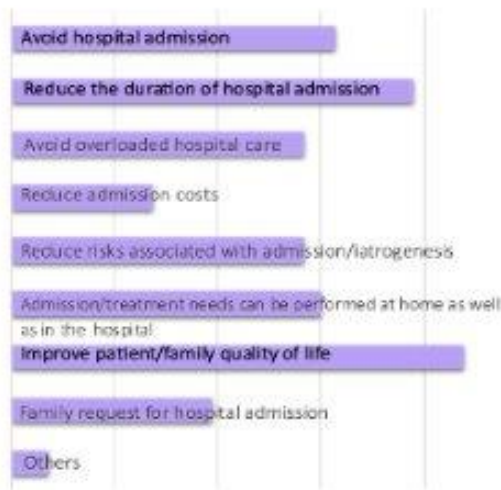 Avoid hospital admission
Reduce the duration of hospital admission
Avoid overloaded hospital care
Reduce admission costs
Reduce risks associated with admission/iatrogenesis
Admission/treatment needs can be performed at home as well
as in the hospital
Improve patient/family quality of life
Family request for hospital admission
Others